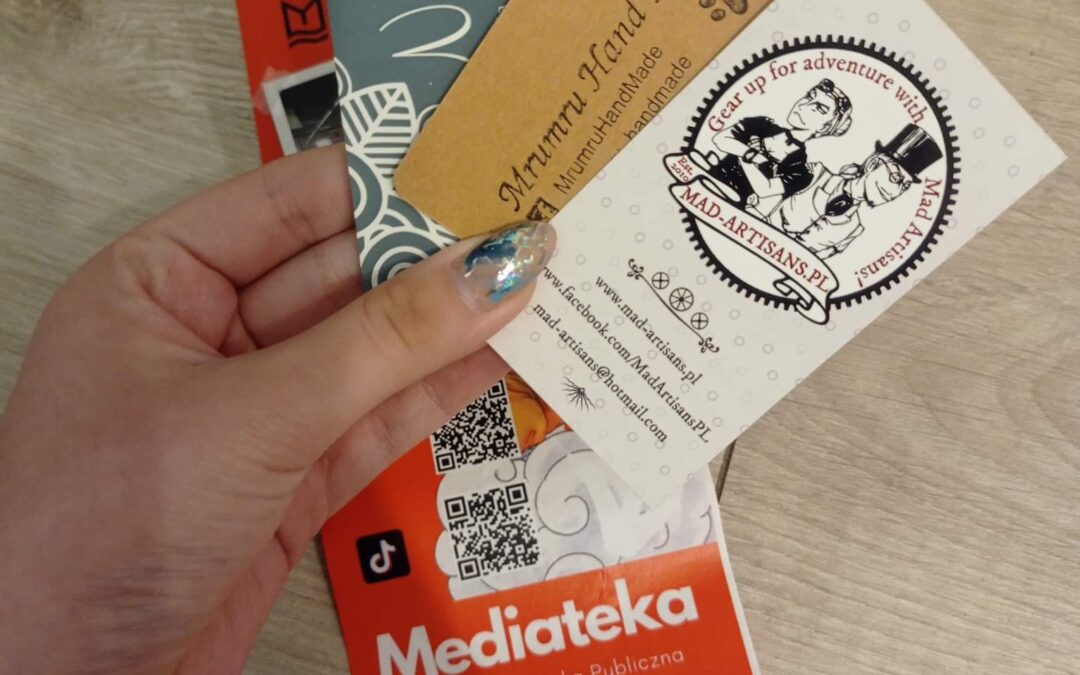 Mrumru Hand
MrumruHandMade
handmade
Gear up for adventure with
Mad Artisans!
Est.
2010
MAD-ARTISANS.PL
www.mad-artisans.pl
www.facebook.com/MadArtisansPL
mad-artisans@hotmail.com
Mediateka
Publiczna